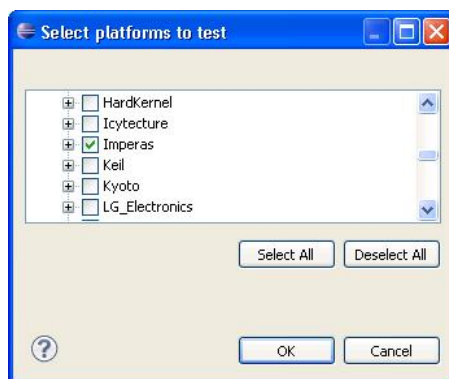 Select platforms to test
HardKernel
Icytecture
Imperas
Keil
Kyoto
LG_Electronics
Select All Deselect All
OK Cancel